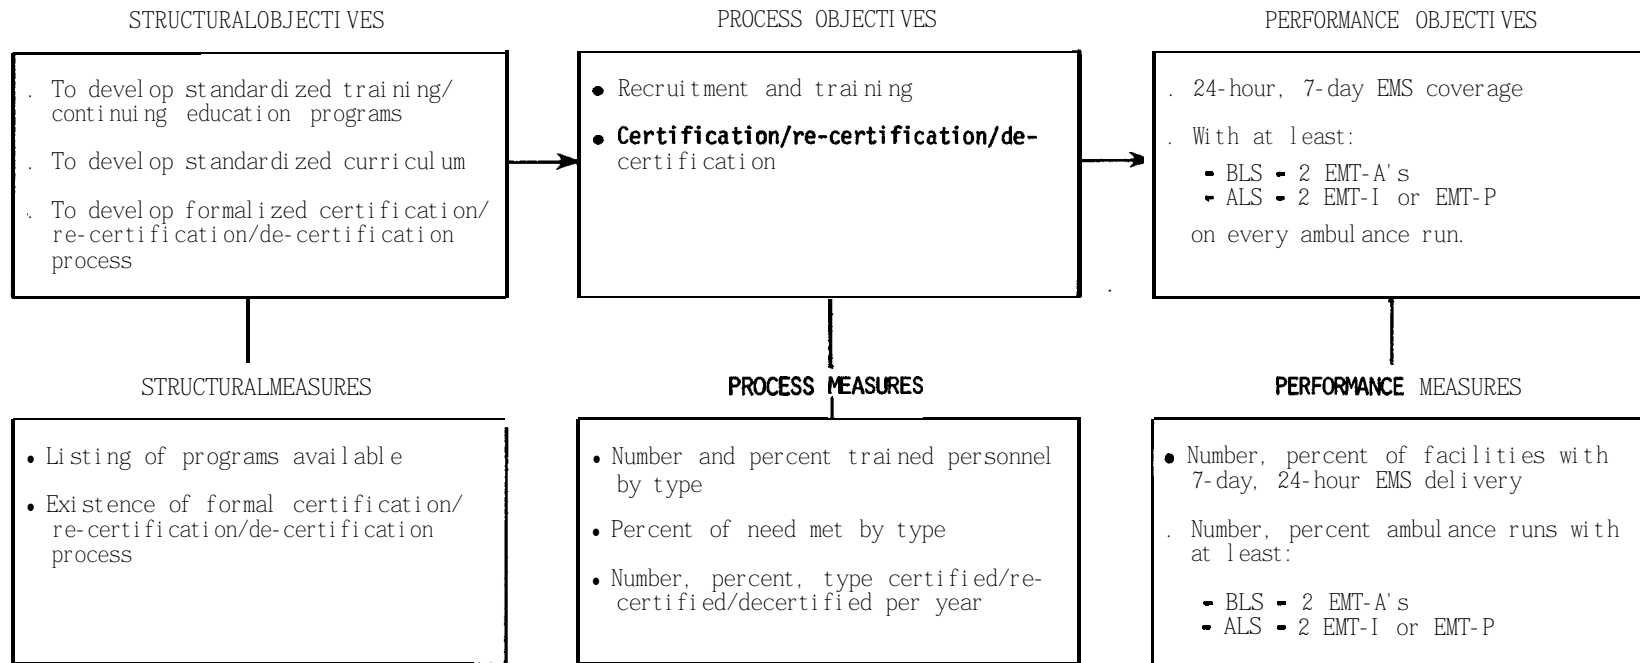 STRUCTURALOBJECTIVES
. To develop standardized training/
continuing education programs
. To develop standardized curriculum
. To develop formalized certification/
re-certification/de-certification
process
PROCESS OBJECTIVES
• Recruitment and training
• Certification/re-certification/de-
certification
PERFORMANCE OBJECTIVES
. 24-hour, 7-day EMS coverage
. With at least:
- BLS - 2 EMT-A's
- ALS - 2 EMT-I or EMT-P
on every ambulance run.
STRUCTURALMEASURES
• Listing of programs available
• Existence of formal certification/
re-certification/de-certification
process
PROCESS MEASURES
• Number and percent trained personnel
by type
• Percent of need met by type
• Number, percent, type certified/re-
certified/decertified per year
PERFORMANCE MEASURES
• Number, percent of facilities with
7-day, 24-hour EMS delivery
. Number, percent ambulance runs with
at least:
- BLS - 2 EMT-A's
- ALS - 2 EMT-I or EMT-P